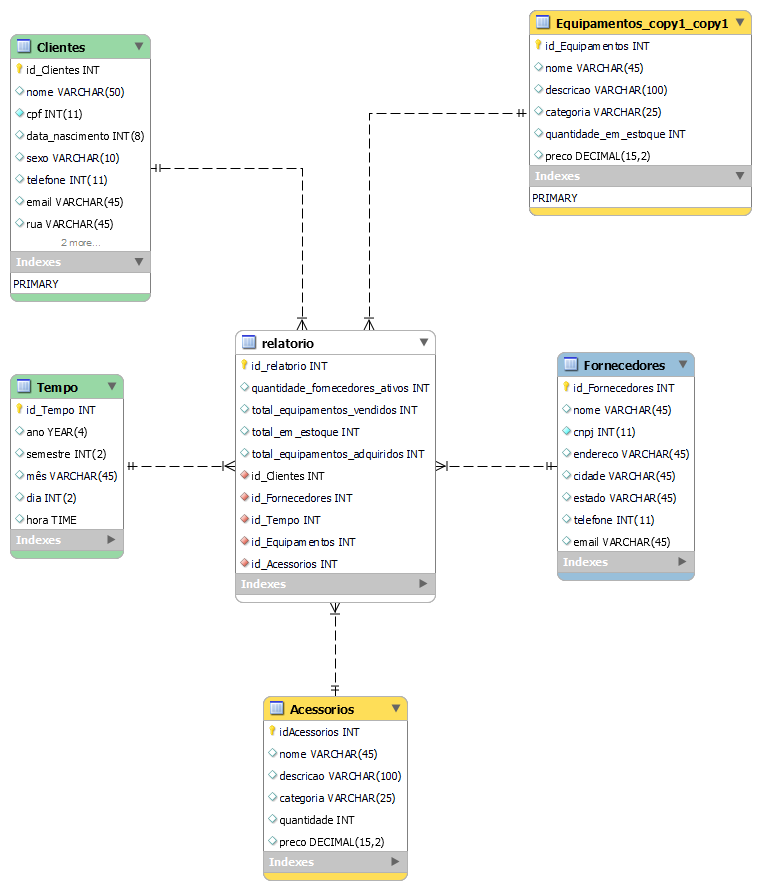 Clientes
id_Clientes INT
nome VARCHAR(50)
cpf INT(11)
data_nascimento INT(8)
sexo VARCHAR(10)
telefone INT(11)
email VARCHAR(45)
rua VARCHAR(45)
2 more...
Indexes
PRIMARY
Equipamentos_copy1_copy1
id_Equipamentos INT
nome VARCHAR(45)
descricao VARCHAR(100)
categoria VARCHAR(25)
quantidade_em_estoque INT
preco DECIMAL(15,2)
Indexes
PRIMARY
relatorio
id_relatorio INT
quantidade_fornecedores_ativos INT
total_equipamentos_vendidos INT
total_em_estoque INT
total_equipamentos_adquiridos INT
id_Clientes INT
id_Fornecedores INT
id_Tempo INT
id_Equipamentos INT
id_Acessorios INT
Indexes
Tempo
id_Tempo INT
ano YEAR(4)
semestre INT(2)
mês VARCHAR(45)
dia INT(2)
hora TIME
Indexes
Fornecedores
id_Fornecedores INT
nome VARCHAR(45)
cnpj INT(11)
endereco VARCHAR(45)
cidade VARCHAR(45)
estado VARCHAR(45)
telefone INT(11)
email VARCHAR(45)
Indexes
Acessorios
idAcessorios INT
nome VARCHAR(45)
descricao VARCHAR(100)
categoria VARCHAR(25)
quantidade INT
preco DECIMAL(15,2)
Indexes